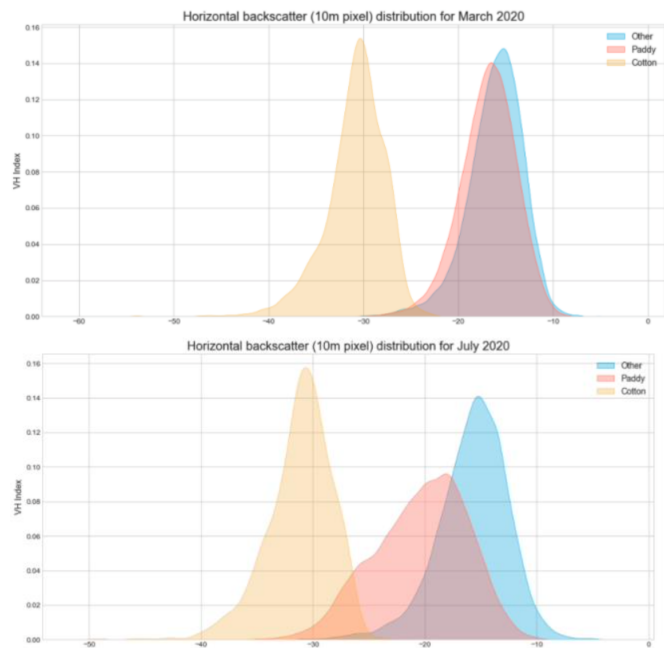 Horizontal backscatter (10m pixel) distribution for March 2020
0.16
0.14
0.12
0.10
0.08
0.06
0.04
0.02
0.00
VH Index
Other
Paddy
Cotton
−60 −50 −40 −30 −20 −10 0
Horizontal backscatter (10m pixel) distribution for July 2020
0.16
0.14
0.12
0.10
0.08
0.06
0.04
0.02
0.00
VH Index
Other
Paddy
Cotton
−50 −40 −30 −20 −10 0